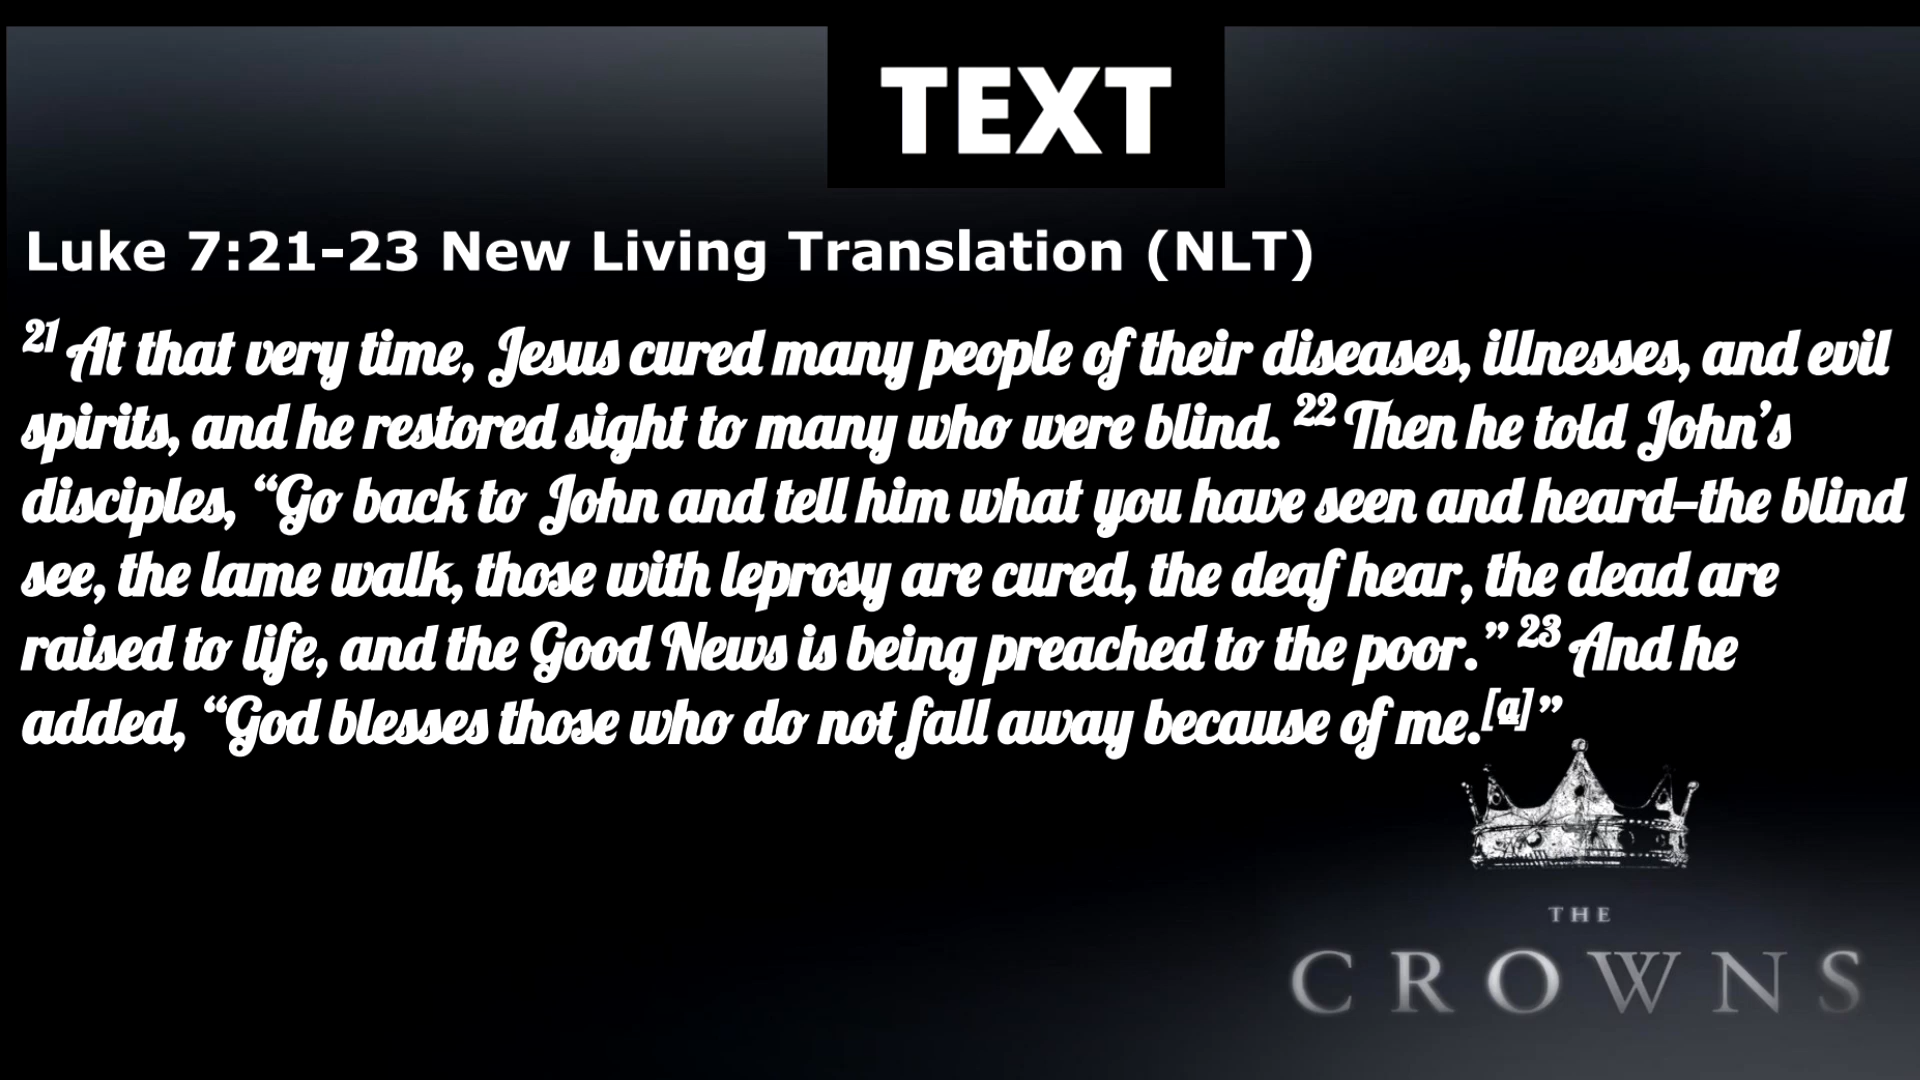 TEXT
Luke 7:21-23 New Living Translation (NLT)
21 At that very time, Jesus cured many people of their diseases, illnesses, and evil
spirits, and he restored sight to many who were blind. 22 Then he told John’s
disciples, “Go back to John and tell him what you have seen and heard—the blind
see, the lame walk, those with leprosy are cured, the deaf hear, the dead are
raised to life, and the Good News is being preached to the poor.” 23 And he
added, “God blesses those who do not fall away because of me.[a]”
THE
CROWNS